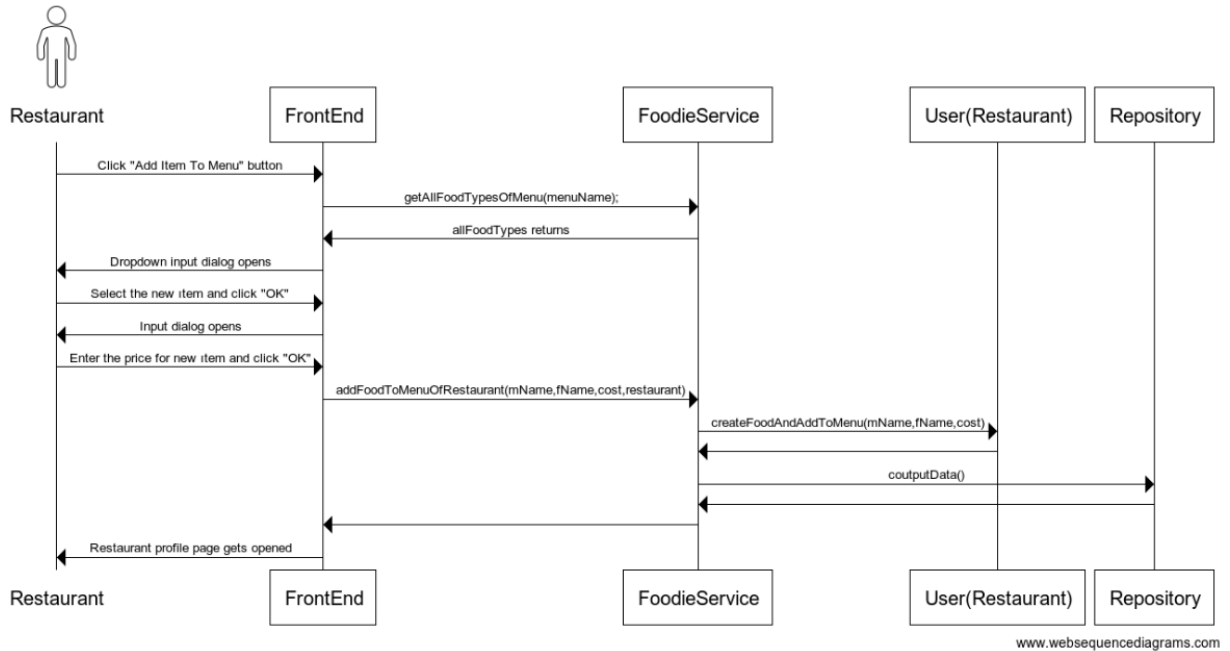 Restaurant
FrontEnd
FoodieService
User(Restaurant)
Repository
Click "Add Item To Menu" button
getAllFoodTypesOfMenu(menuName);
allFoodTypes returns
Dropdown input dialog opens
Select the new ıtem and click "OK"
Input dialog opens
Enter the price for new ıtem and click "OK"
addFoodToMenuOfRestaurant(mName,fName,cost,restaurant)
createFoodAndAddToMenu(mName,fName,cost)
coutputData()
Restaurant profile page gets opened
Restaurant
FrontEnd
FoodieService
User(Restaurant)
Repository
www.websequencediagrams.com